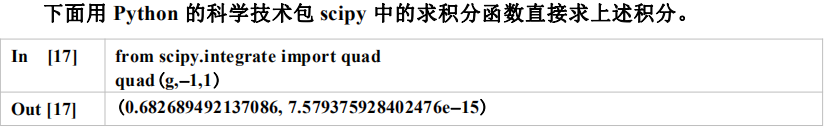 下面用 Python 的科学技术包 scipy 中的求积分函数直接求上述积分。
In [17] from scipy.integrate import quad
quad(g,−1,1)
Out [17] (0.682689492137086, 7.579375928402476e−15)